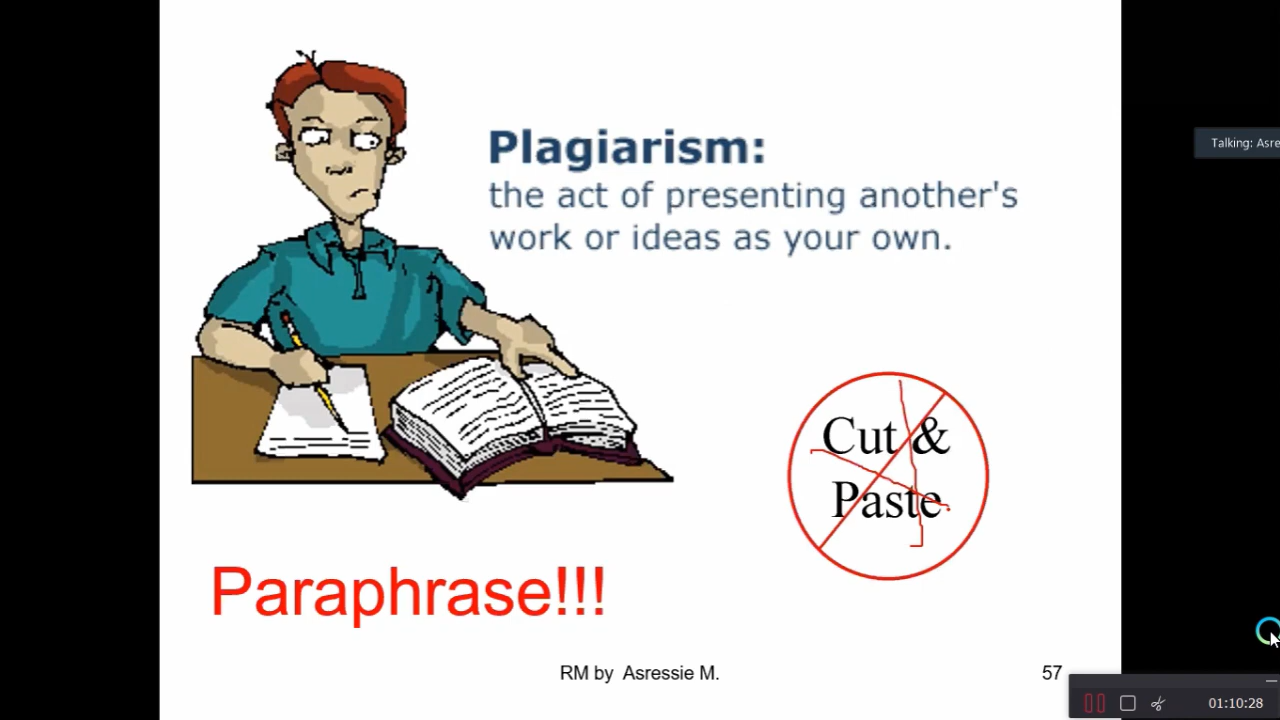 Plagiarism:
the act of presenting another's
work or ideas as your own.
Talking: Asre
Cut &
Paste
Paraphrase!!!
RM by Asressie M.
57
01:10:28